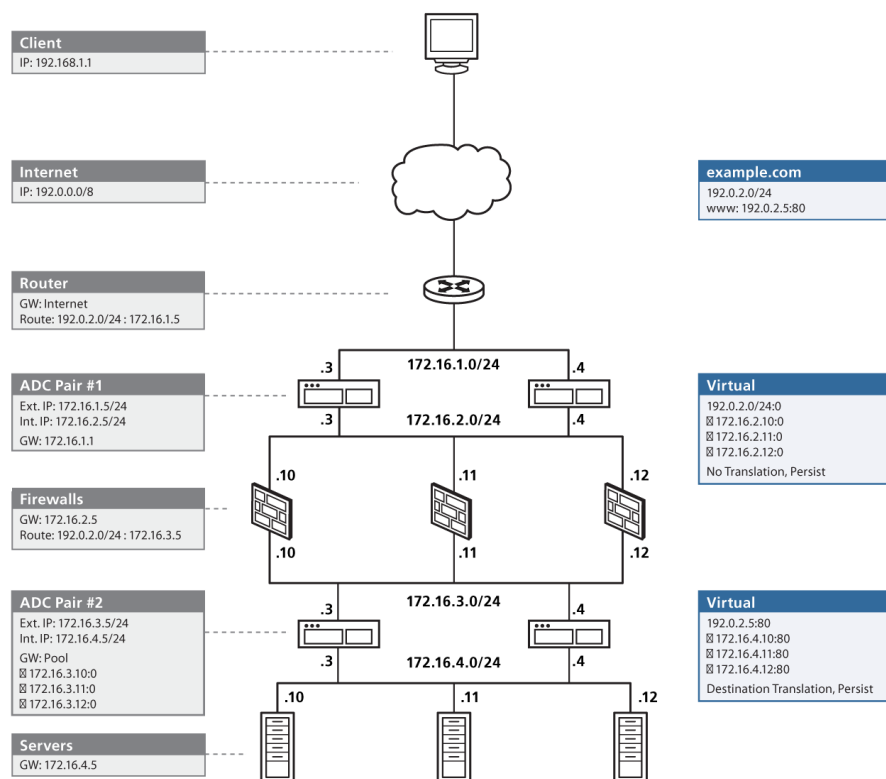 Client
IP: 192.168.1.1
Internet
IP: 192.0.0.0/8
example.com
192.0.2.0/24
www: 192.0.2.5:80
Router
GW: Internet
Route: 192.0.2.0/24 : 172.16.1.5
.3
172.16.1.0/24
.4
ADC Pair #1
Ext. IP: 172.16.1.5/24
Int. IP: 172.16.2.5/24
GW: 172.16.1.1
.3
172.16.2.0/24
.4
Virtual
192.0.2.0/24:0
172.16.2.10:0
172.16.2.11:0
172.16.2.12:0
No Translation, Persist
.10
.11
.12
Firewalls
GW: 172.16.2.5
Route: 192.0.2.0/24 : 172.16.3.5
.10
.11
.12
ADC Pair #2
Ext. IP: 172.16.3.5/24
Int. IP: 172.16.4.5/24
GW: Pool
172.16.3.10:0
172.16.3.11:0
172.16.3.12:0
.3
172.16.3.0/24
.4
.3
172.16.4.0/24
.4
Virtual
192.0.2.5:80
172.16.4.10:80
172.16.4.11:80
172.16.4.12:80
Destination Translation, Persist
.10
.11
.12
Servers
GW: 172.16.4.5